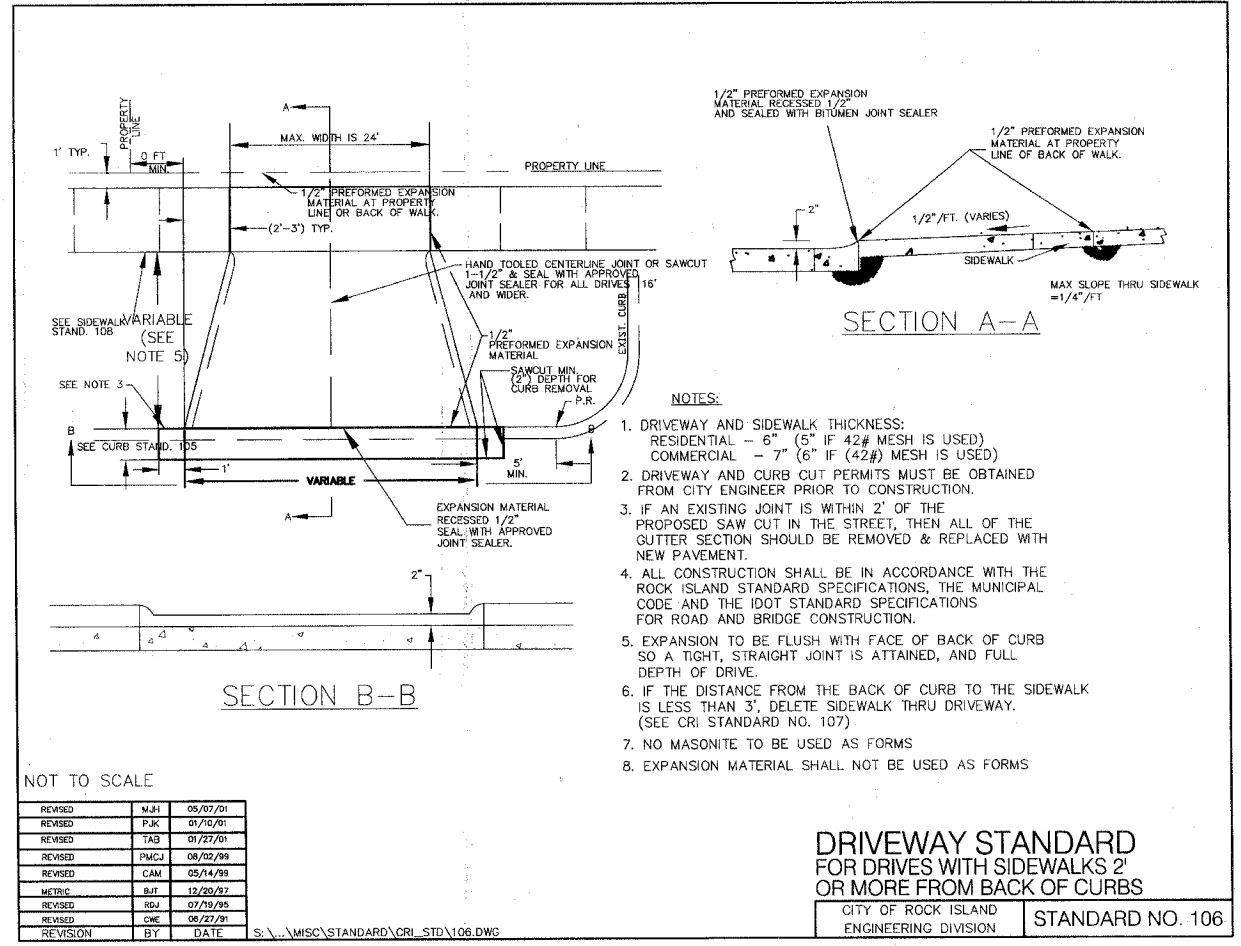 A
PROPERTY
LINE
MAX. WIDTH IS 24'
1' TYP.
0 FT
MIN.
PROPERTY LINE
1/2" PREFORMED EXPANSION
MATERIAL AT PROPERTY
LINE OR BACK OF WALK.
(2'-3') TYP.
HAND TOOLED CENTERLINE JOINT OR SAWCUT
1-1/2" & SEAL WITH APPROVED
JOINT SEALER FOR ALL DRIVES 16'
AND WIDER.
SEE SIDEWALK
STAND. 108
VARIABLE
(SEE
NOTE 5)
EXIST. CURB
1/2"
PREFORMED EXPANSION
MATERIAL
SAWCUT MIN.
(2") DEPTH FOR
CURB REMOVAL
SEE NOTE 3
P.R.
B
B
SEE CURB STAND. 105
1'
5'
MIN.
VARIABLE
A
EXPANSION MATERIAL
RECESSED 1/2"
SEAL WITH APPROVED
JOINT SEALER.
2"
SECTION B-B
1/2" PREFORMED EXPANSION
MATERIAL RECESSED 1/2"
AND SEALED WITH BITUMEN JOINT SEALER
1/2" PREFORMED EXPANSION
MATERIAL AT PROPERTY
LINE OF BACK OF WALK.
2"
1/2"/FT. (VARIES)
SIDEWALK
MAX SLOPE THRU SIDEWALK
=1/4"/FT
SECTION A-A
NOTES:
1. DRIVEWAY AND SIDEWALK THICKNESS:
RESIDENTIAL - 6" (5" IF 42# MESH IS USED)
COMMERCIAL - 7" (6" IF (42#) MESH IS USED)
2. DRIVEWAY AND CURB CUT PERMITS MUST BE OBTAINED
FROM CITY ENGINEER PRIOR TO CONSTRUCTION.
3. IF AN EXISTING JOINT IS WITHIN 2' OF THE
PROPOSED SAW CUT IN THE STREET, THEN ALL OF THE
GUTTER SECTION SHOULD BE REMOVED & REPLACED WITH
NEW PAVEMENT.
4. ALL CONSTRUCTION SHALL BE IN ACCORDANCE WITH THE
ROCK ISLAND STANDARD SPECIFICATIONS, THE MUNICIPAL
CODE AND THE IDOT STANDARD SPECIFICATIONS
FOR ROAD AND BRIDGE CONSTRUCTION.
5. EXPANSION TO BE FLUSH WITH FACE OF BACK OF CURB
SO A TIGHT, STRAIGHT JOINT IS ATTAINED, AND FULL
DEPTH OF DRIVE.
6. IF THE DISTANCE FROM THE BACK OF CURB TO THE SIDEWALK
IS LESS THAN 3', DELETE SIDEWALK THRU DRIVEWAY.
(SEE CRI STANDARD NO. 107)
7. NO MASONITE TO BE USED AS FORMS
8. EXPANSION MATERIAL SHALL NOT BE USED AS FORMS
NOT TO SCALE
REVISED MJH 05/07/01
REVISED PJK 01/10/01
REVISED TAB 01/27/01
REVISED PMCJ 08/02/99
REVISED CAM 05/14/99
METRIC BJT 12/20/97
REVISED RDJ 07/19/95
REVISED CWE 06/27/91
REVISION BY DATE
S:\...\MISC\STANDARD\CRI_STD\106.DWG
DRIVEWAY STANDARD
FOR DRIVES WITH SIDEWALKS 2'
OR MORE FROM BACK OF CURBS
CITY OF ROCK ISLAND
ENGINEERING DIVISION
STANDARD NO. 106